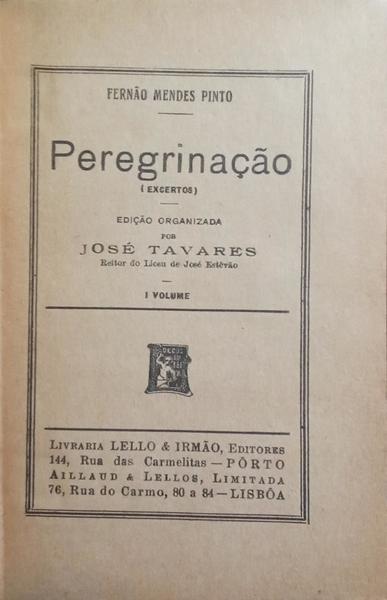 FERNÃO MENDES PINTO
Peregrinação
(EXCERTOS)
EDIÇÃO ORGANIZADA
POR
JOSÉ TAVARES
Reitor do Liceu de José Estêvão
I VOLUME
LIVRARIA LELLO & IRMÃO, EDITORES
144, Rua das Carmelitas — PÔRTO
AILLAUD & LELLOS, LIMITADA
76, Rua do Carmo, 80 a 84 — LISBÔA